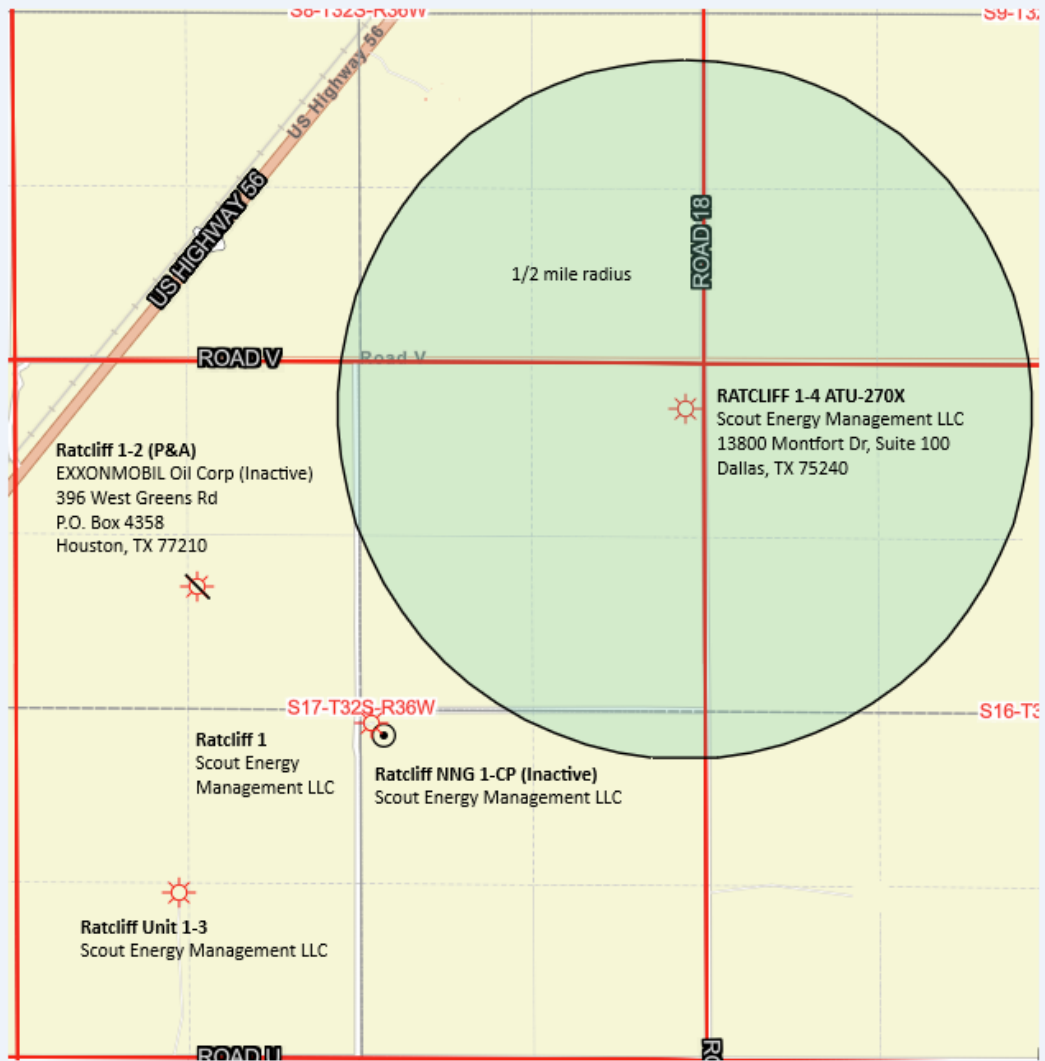 S8-T32S-R36W
S9-T32
US Highway 56
US HIGHWAY 56
ROAD 18
1/2 mile radius
ROAD V
Road V
RATCLIFF 1-4 ATU-270X
Scout Energy Management LLC
13800 Montfort Dr, Suite 100
Dallas, TX 75240
Ratcliff 1-2 (P&A)
EXXONMOBIL Oil Corp (Inactive)
396 West Greens Rd
P.O. Box 4358
Houston, TX 77210
S17-T32S-R36W
S16-T3
Ratcliff 1
Scout Energy
Management LLC
Ratcliff NNG 1-CP (Inactive)
Scout Energy Management LLC
Ratcliff Unit 1-3
Scout Energy Management LLC
ROAD U
RO